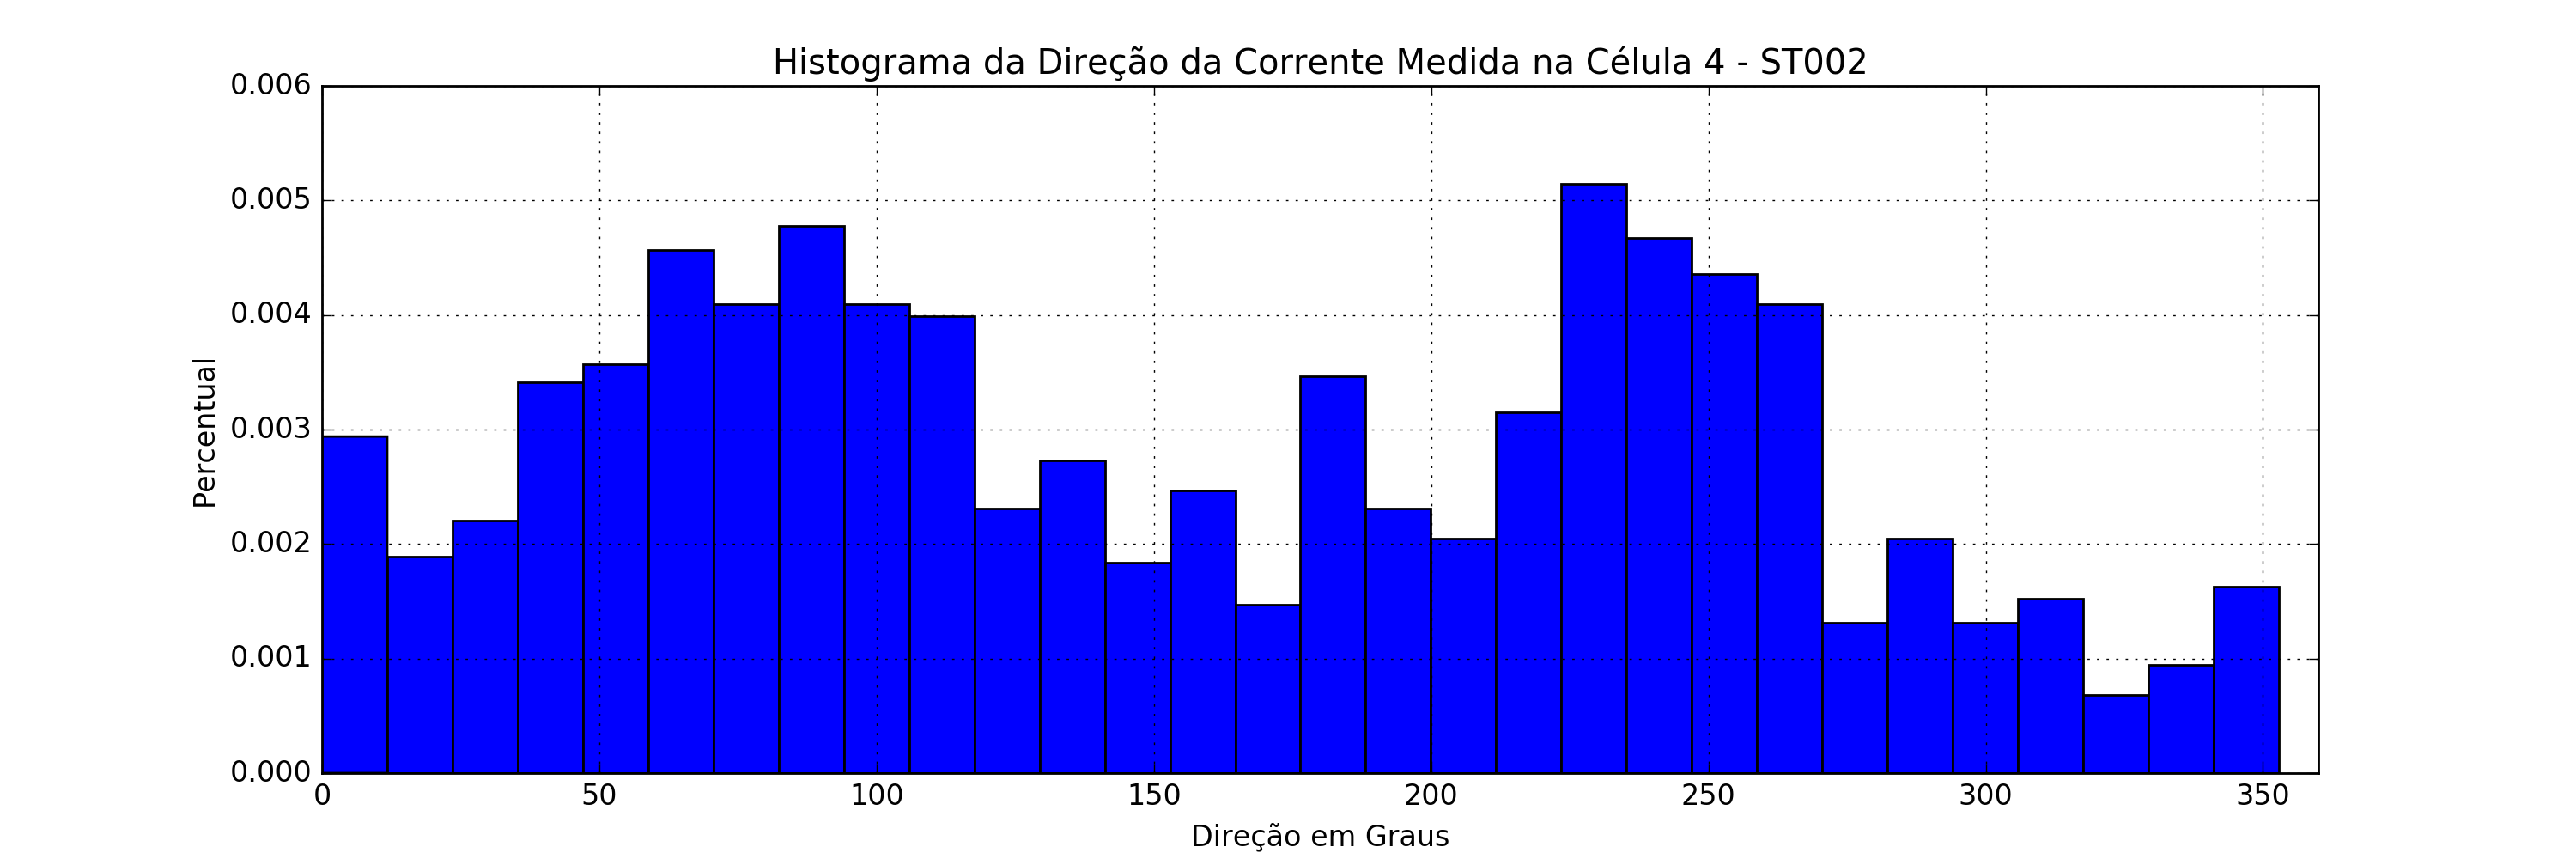 Histograma da Direção da Corrente Medida na Célula 4 - ST002
0.006
0.005
0.004
0.003
0.002
0.001
0.000
Percentual
0 50 100 150 200 250 300 350
Direção em Graus